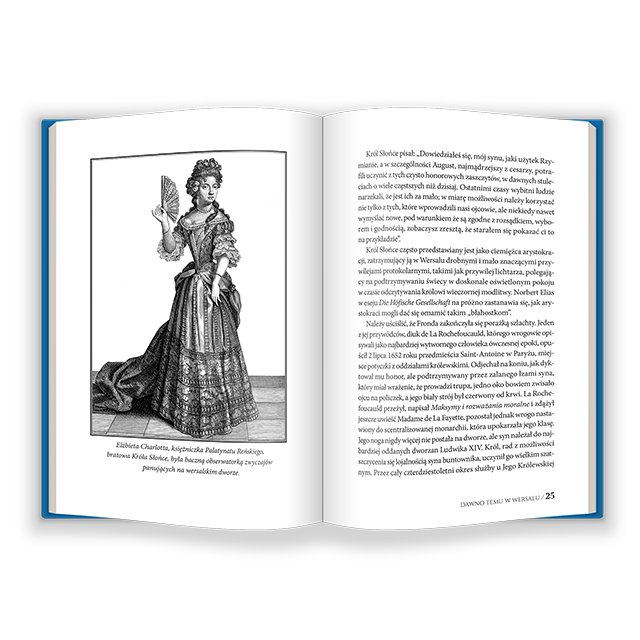 Elżbieta Charlotta, księżniczka Palatynatu Reńskiego,
bratowa Króla Słońce, była baczną obserwatorką zwyczajów
panujących na wersalskim dworze.
Król Słońce pisał: „Dowiedziałeś się, mój synu, jaki użytek Rzy-
mianie, a w szczególności August, najmądrzejszy z cesarzy, potra-
fili uczynić z tych czysto honorowych zaszczytów, w dawnych stule-
ciach o wiele częstszych niż dzisiaj. Ostatnimi czasy wybitni ludzie
narzekali, że jest ich za mało; w miarę możliwości należy korzystać
nie tylko z tych, które wprowadzili nasi ojcowie, ale niekiedy nawet
wymyślać nowe, pod warunkiem że są zgodne z rozsądkiem, wybo-
rem i godnością, zobaczysz zresztą, że starałem się pokazać ci to
na przykładzie”.
Król Słońce często przedstawiany jest jako ciemiężca arystokra-
cji, zatrzymujący ją w Wersalu drobnymi i mało znaczącymi przy-
wilejami protokolarnymi, takimi jak przywilej lichtarza, polegają-
cy na podtrzymywaniu świecy w doskonale oświetlonym pokoju
w czasie odczytywania królowi wieczornej modlitwy. Norbert Elias
w eseju Die Höfische Gesellschaft na próżno zastanawia się, jak ary-
stokraci mogli dać się omamić takim „błahostkom”.
Należy uściślić, że Fronda zakończyła się porażką szlachty. Jeden
z jej przywódców, diuk de La Rochefoucauld, którego wrogowie opi-
sywali jako najbardziej wytwornego człowieka ówczesnej epoki, opu-
ścił 2 lipca 1652 roku przedmieścia Saint-Antoine w Paryżu, miej-
sce potyczki z oddziałami królewskimi. Odjechał na koniu, jak dyk-
tował mu honor, ale podtrzymywany przez zalanego łzami syna,
który miał wrażenie, że prowadzi trupa, jedno oko bowiem zwisało
ojcu na policzek, a jego biały strój był czerwony od krwi. La Roche-
foucauld przeżył, napisał Maksymy i rozważania moralne i zdążył
jeszcze uwieść Madame de La Fayette, pozostał jednak wrogo nasta-
wiony do scentralizowanej monarchii, która upokarzała jego klasę.
Jego noga nigdy więcej nie postała na dworze, ale syn należał do naj-
bardziej oddanych dworzan Ludwika XIV. Król, rad z możliwości
szczycenia się lojalnością syna buntownika, uczynił go wielkim szat-
nym. Przez cały czterdziestoletni okres służby u Jego Królewskiej
DAWNO TEMU W WERSALU / 25